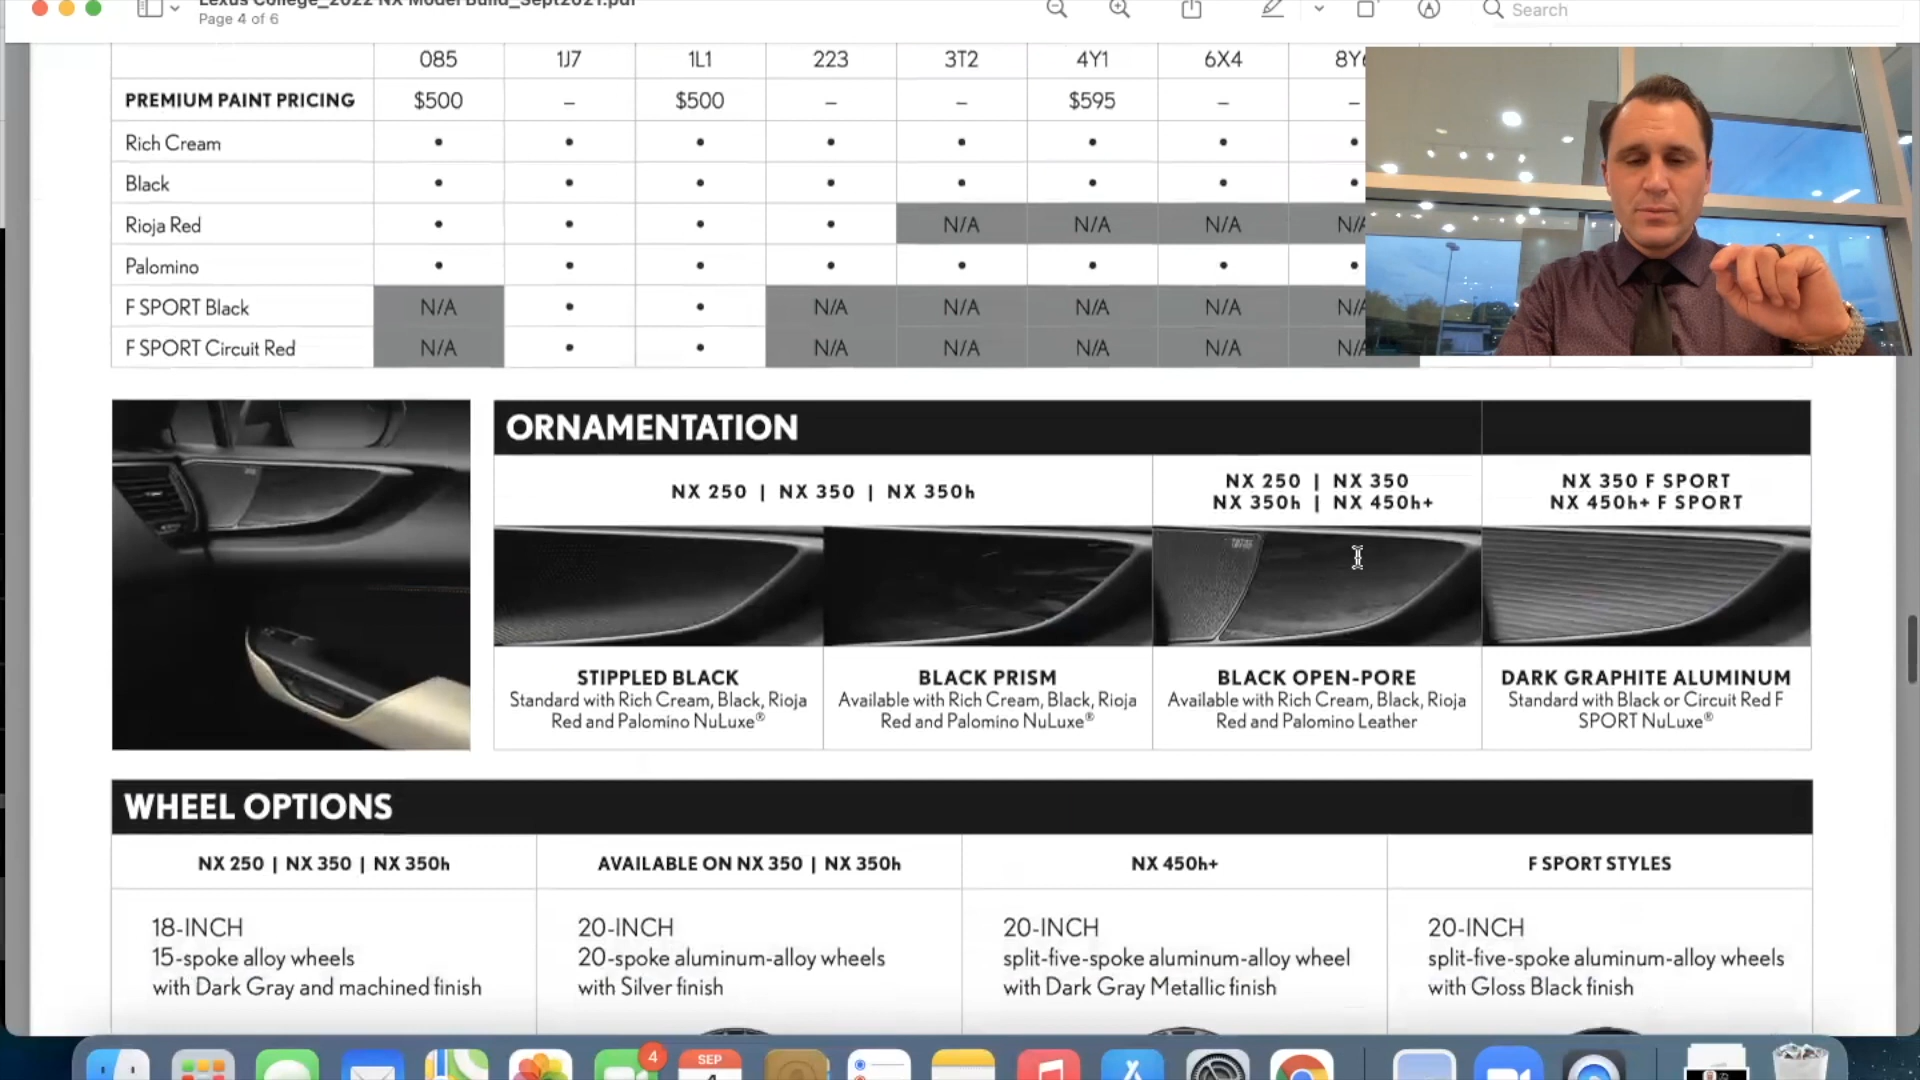 Lexus College_2022 NX Model Build_Sept2021.pdf
Page 4 of 6
Search
085 1J7 1L1 223 3T2 4Y1 6X4
PREMIUM PAINT PRICING $500 – $500 – – $595 – –
Rich Cream • • • • • • • •
Black • • • • • • • •
Rioja Red • • • • N/A N/A N/A N/A
Palomino • • • • • • • •
F SPORT Black N/A • • N/A N/A N/A N/A N/A
F SPORT Circuit Red N/A • • N/A N/A N/A N/A N/A
ORNAMENTATION
NX 250 | NX 350 | NX 350h
NX 250 | NX 350
NX 350h | NX 450h+
NX 350 F SPORT
NX 450h+ F SPORT
STIPPLED BLACK
Standard with Rich Cream, Black, Rioja
Red and Palomino NuLuxe®
BLACK PRISM
Available with Rich Cream, Black, Rioja
Red and Palomino NuLuxe®
BLACK OPEN-PORE
Available with Rich Cream, Black, Rioja
Red and Palomino Leather
DARK GRAPHITE ALUMINUM
Standard with Black or Circuit Red F
SPORT NuLuxe®
WHEEL OPTIONS
NX 250 | NX 350 | NX 350h
18-INCH
15-spoke alloy wheels
with Dark Gray and machined finish
AVAILABLE ON NX 350 | NX 350h
20-INCH
20-spoke aluminum-alloy wheels
with Silver finish
NX 450h+
20-INCH
split-five-spoke aluminum-alloy wheel
with Dark Gray Metallic finish
F SPORT STYLES
20-INCH
split-five-spoke aluminum-alloy wheels
with Gloss Black finish
4
SEP